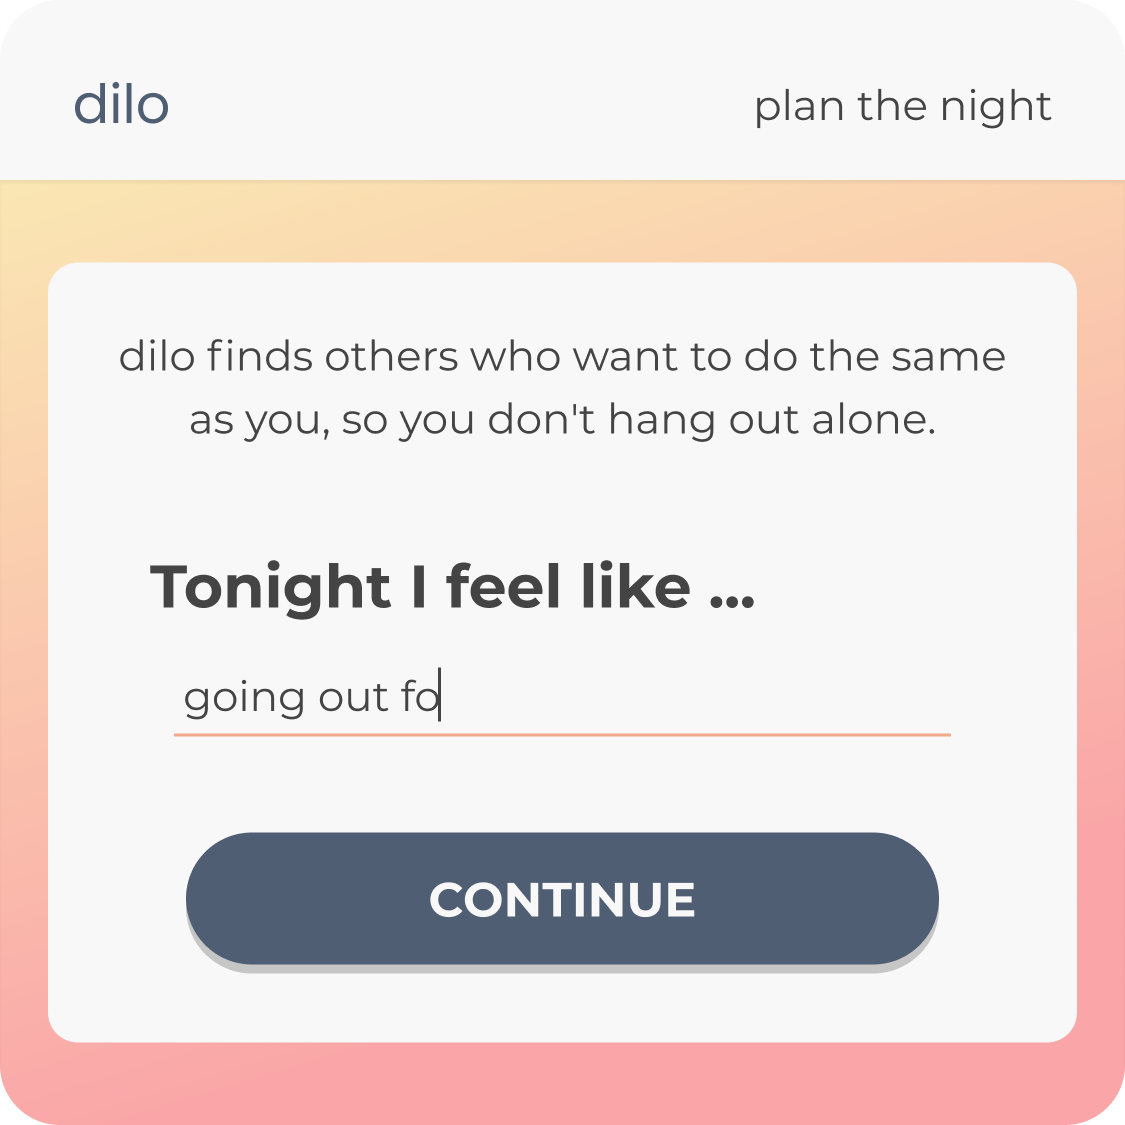 dilo
plan the night
dilo finds others who want to do the same
as you, so you don't hang out alone.
Tonight I feel like ...
going out fo
CONTINUE